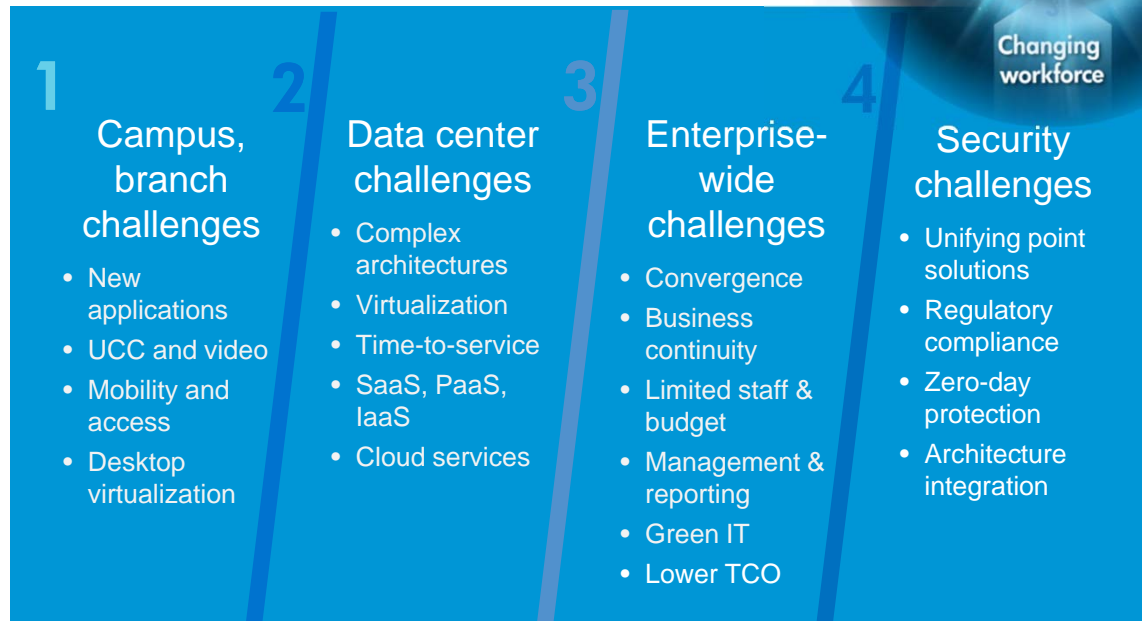 Changing
workforce
1
Campus,
branch
challenges
• New
applications
• UCC and video
• Mobility and
access
• Desktop
virtualization
2
Data center
challenges
• Complex
architectures
• Virtualization
• Time-to-service
• SaaS, PaaS,
IaaS
• Cloud services
3
Enterprise-
wide
challenges
• Convergence
• Business
continuity
• Limited staff &
budget
• Management &
reporting
• Green IT
• Lower TCO
4
Security
challenges
• Unifying point
solutions
• Regulatory
compliance
• Zero-day
protection
• Architecture
integration